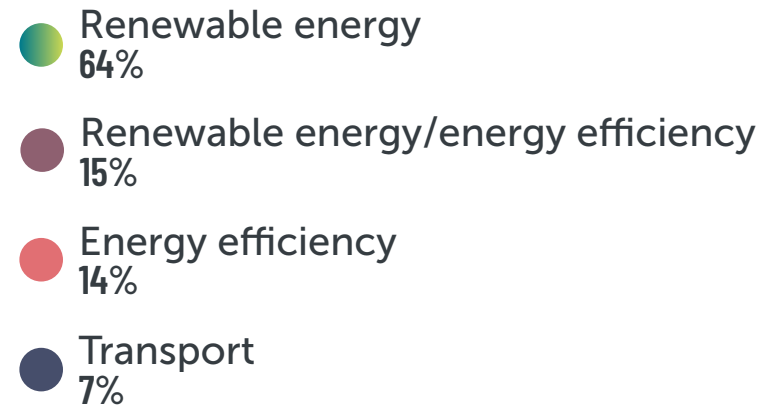 Renewable energy
64%
Renewable energy/energy efficiency
15%
Energy efficiency
14%
Transport
7%